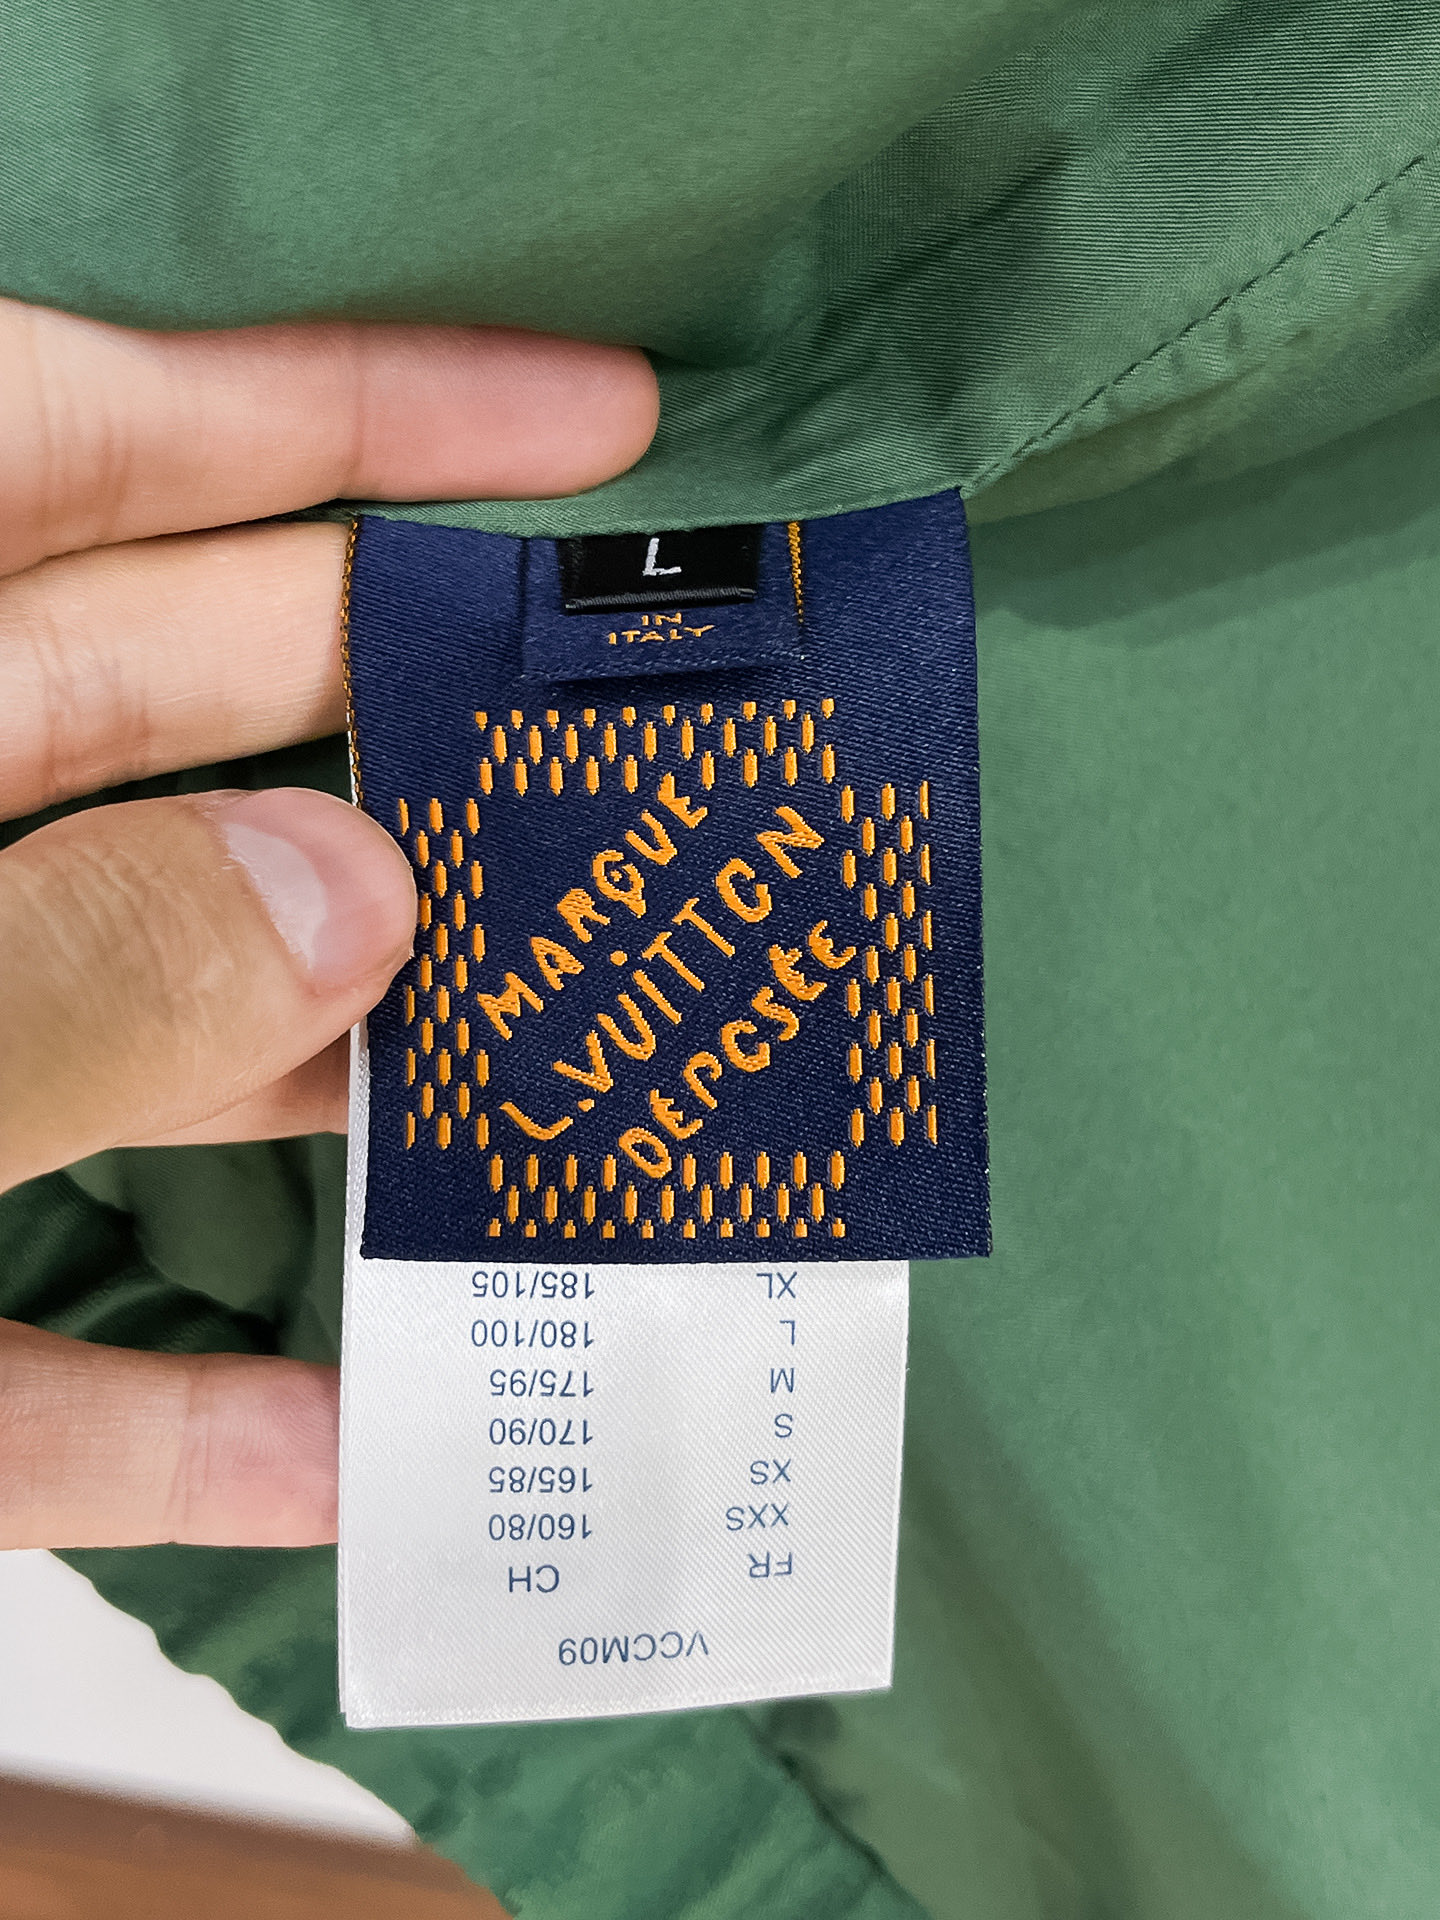 L
IN
ITALY
MARQUE
L.VUITTON
DEPOSÉE
VCCM09
FR CH
XXS 160/80
XS 165/85
S 170/90
M 175/95
L 180/100
XL 185/105